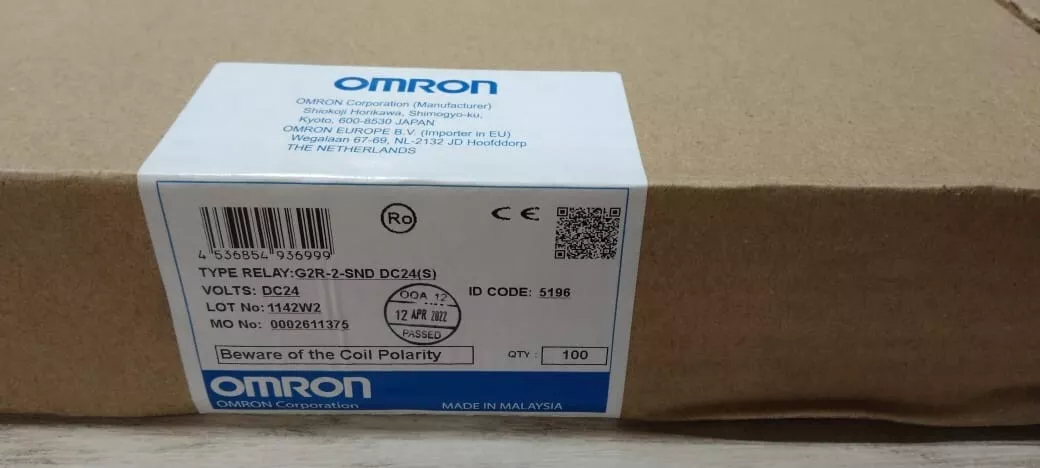 OMRON
OMRON Corporation (Manufacturer)
Shiokoji Horikawa, Shimogyo-ku,
Kyoto, 600-8530 JAPAN
OMRON EUROPE B.V. (Importer in EU)
Wegalaan 67-69, NL-2132 JD Hoofddorp
THE NETHERLANDS
Ro
CE
4 536854 936999
TYPE RELAY:G2R-2-SND DC24(S)
VOLTS: DC24
ID CODE: 5196
LOT No: 1142W2
MO No: 0002611375
OQA 12
12 APR 2022
PASSED
Beware of the Coil Polarity
QTY : 100
OMRON
OMRON Corporation
MADE IN MALAYSIA